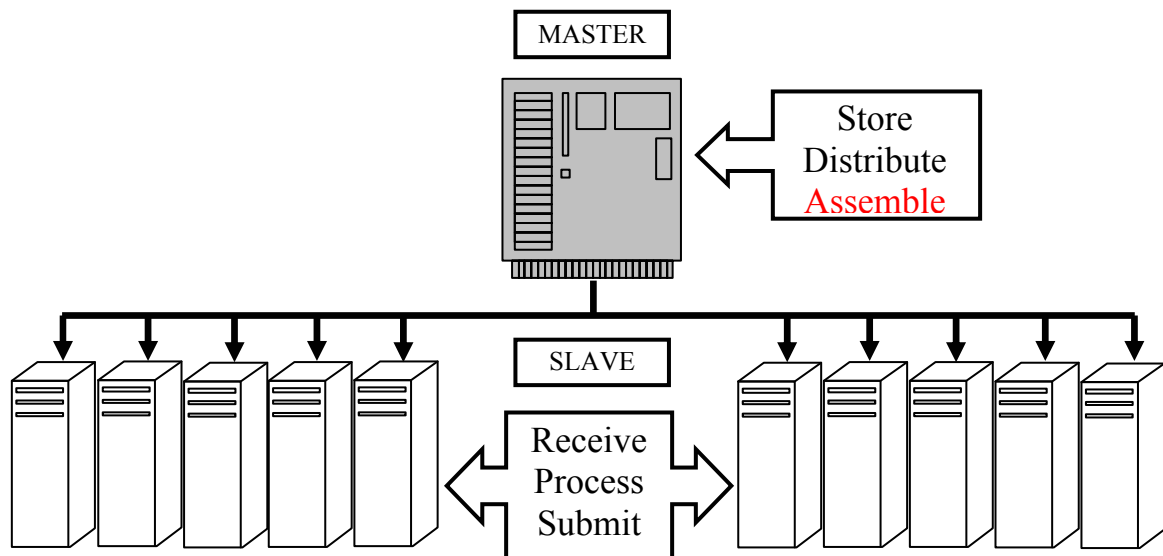 MASTER
Store
Distribute
Assemble
SLAVE
Receive
Process
Submit